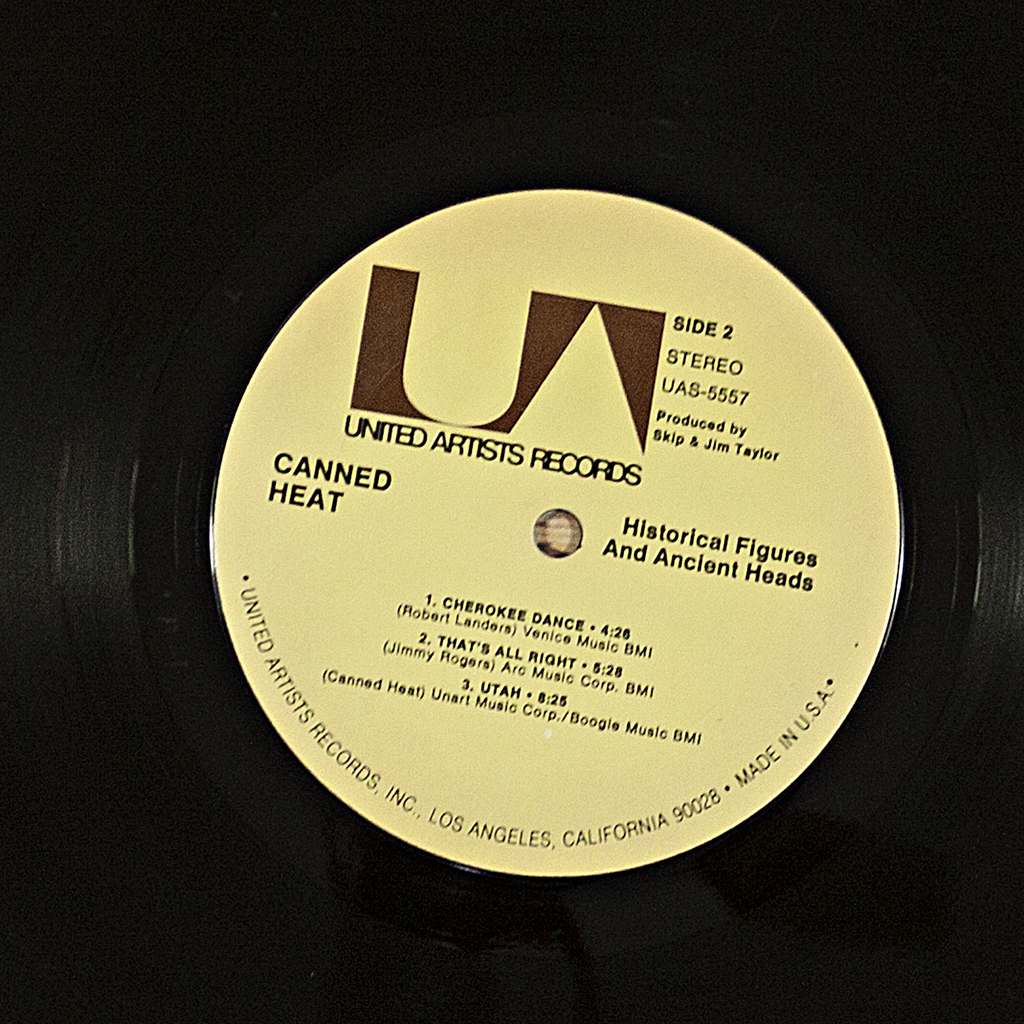 UA
SIDE 2
STEREO
UAS-5557
Produced by
Skip & Jim Taylor
UNITED ARTISTS RECORDS
CANNED
HEAT
Historical Figures
And Ancient Heads
1. CHEROKEE DANCE • 4:26
(Robert Landers) Venice Music BMI
2. THAT'S ALL RIGHT • 5:28
(Jimmy Rogers) Arc Music Corp. BMI
3. UTAH • 8:25
(Canned Heat) Unart Music Corp./Boogie Music BMI
• UNITED ARTISTS RECORDS, INC., LOS ANGELES, CALIFORNIA 90028 • MADE IN U.S.A. •